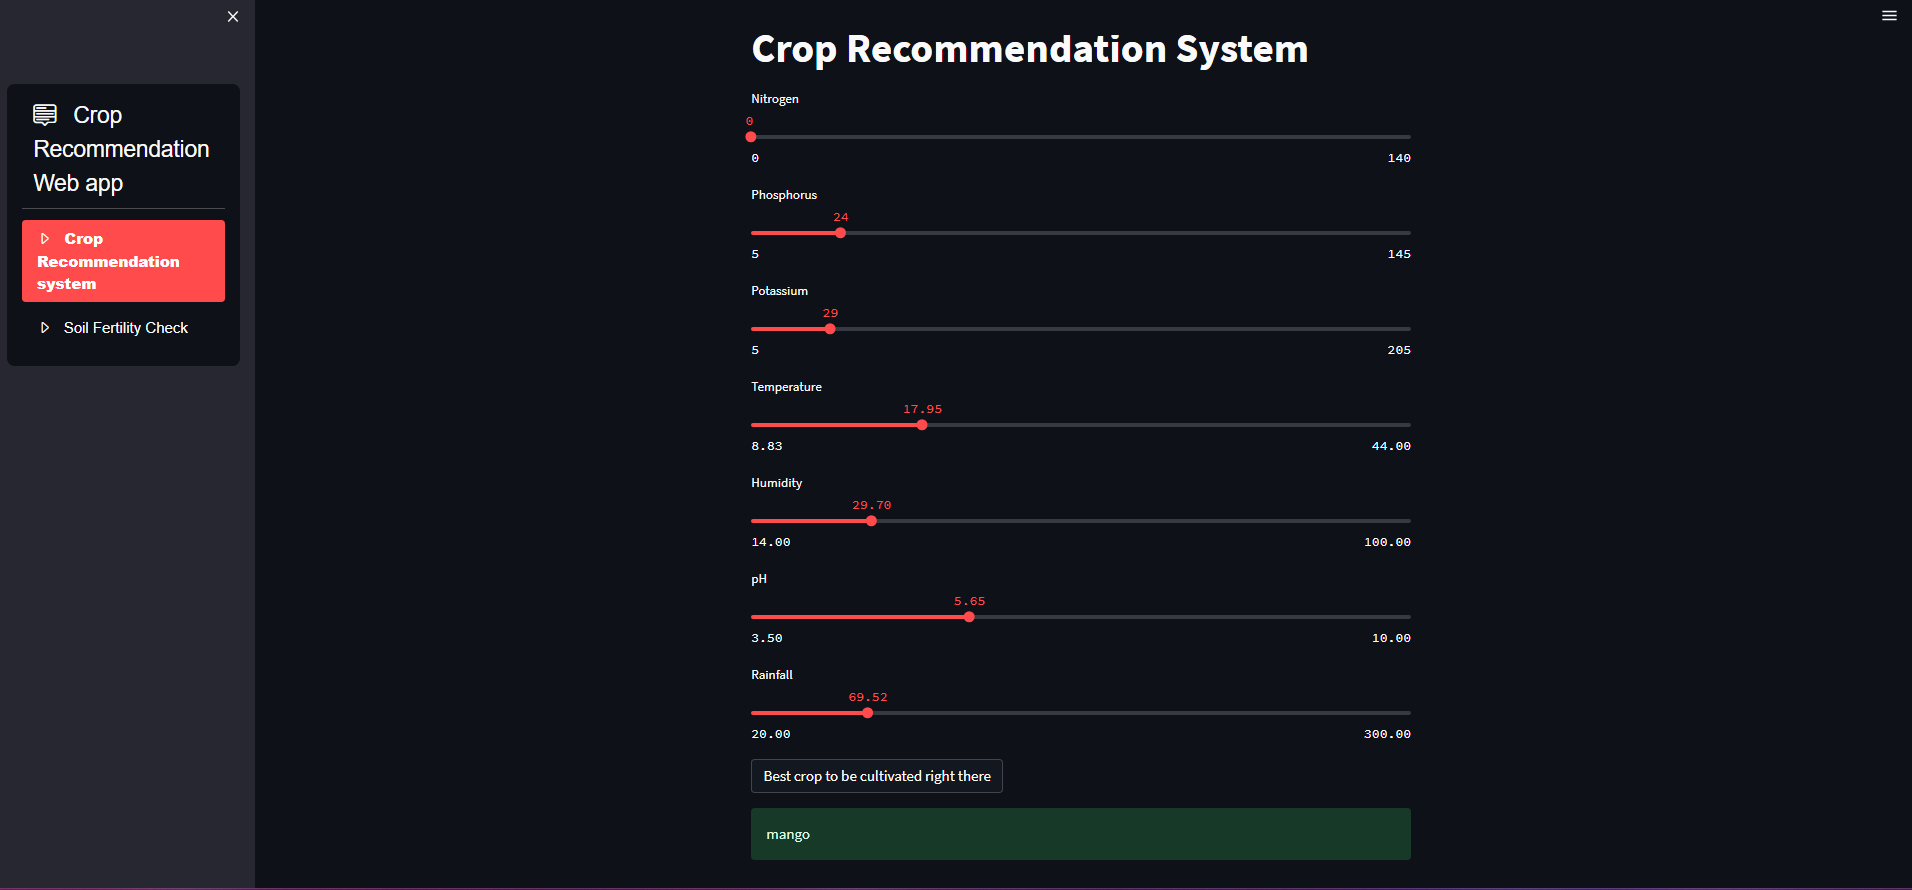 Crop
Recommendation
Web app
Crop
Recommendation
system
Soil Fertility Check
Crop Recommendation System
Nitrogen
0
0 140
Phosphorus
24
5 145
Potassium
29
5 205
Temperature
17.95
8.83 44.00
Humidity
29.70
14.00 100.00
pH
5.65
3.50 10.00
Rainfall
69.52
20.00 300.00
Best crop to be cultivated right there
mango